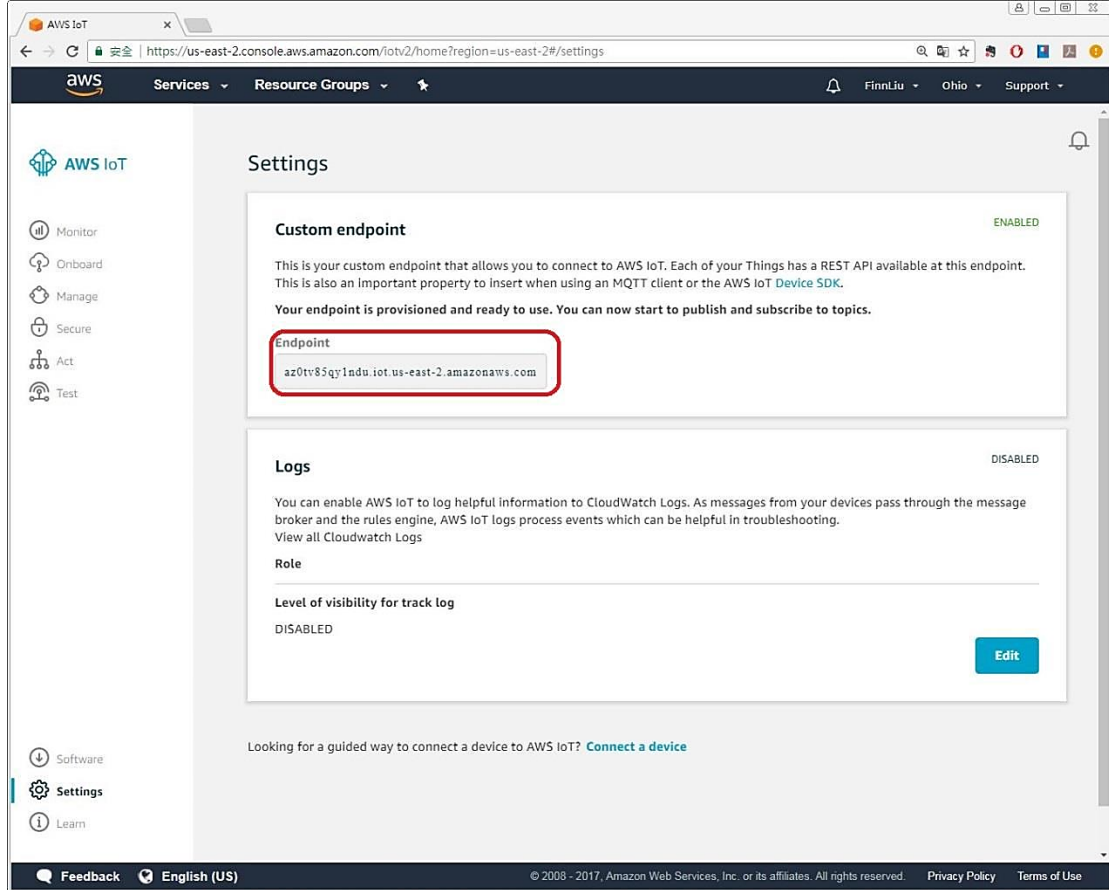 AWS IoT
安全 | https://us-east-2.console.aws.amazon.com/iotv2/home?region=us-east-2#/settings
aws Services Resource Groups FinnLiu Ohio Support
AWS IoT
Monitor
Onboard
Manage
Secure
Act
Test
Software
Settings
Learn
Settings
Custom endpoint ENABLED
This is your custom endpoint that allows you to connect to AWS IoT. Each of your Things has a REST API available at this endpoint.
This is also an important property to insert when using an MQTT client or the AWS IoT Device SDK.
Your endpoint is provisioned and ready to use. You can now start to publish and subscribe to topics.
Endpoint
az0tv85qy1ndu.iot.us-east-2.amazonaws.com
Logs DISABLED
You can enable AWS IoT to log helpful information to CloudWatch Logs. As messages from your devices pass through the message
broker and the rules engine, AWS IoT logs process events which can be helpful in troubleshooting.
View all Cloudwatch Logs
Role
Level of visibility for track log
DISABLED
Edit
Looking for a guided way to connect a device to AWS IoT? Connect a device
Feedback English (US) © 2008 - 2017, Amazon Web Services, Inc. or its affiliates. All rights reserved. Privacy Policy Terms of Use